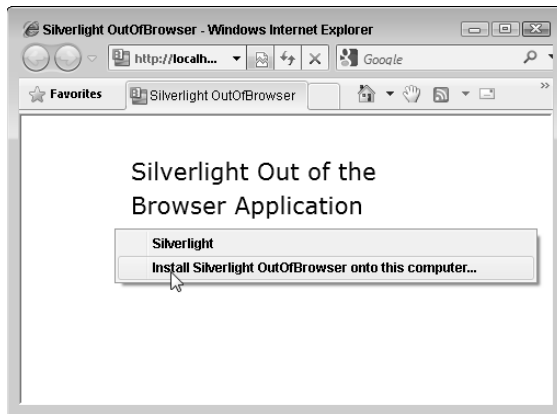 Silverlight OutOfBrowser - Windows Internet Explorer
http://localh...
Google
Favorites
Silverlight OutOfBrowser
»
Silverlight Out of the
Browser Application
Silverlight
Install Silverlight OutOfBrowser onto this computer...